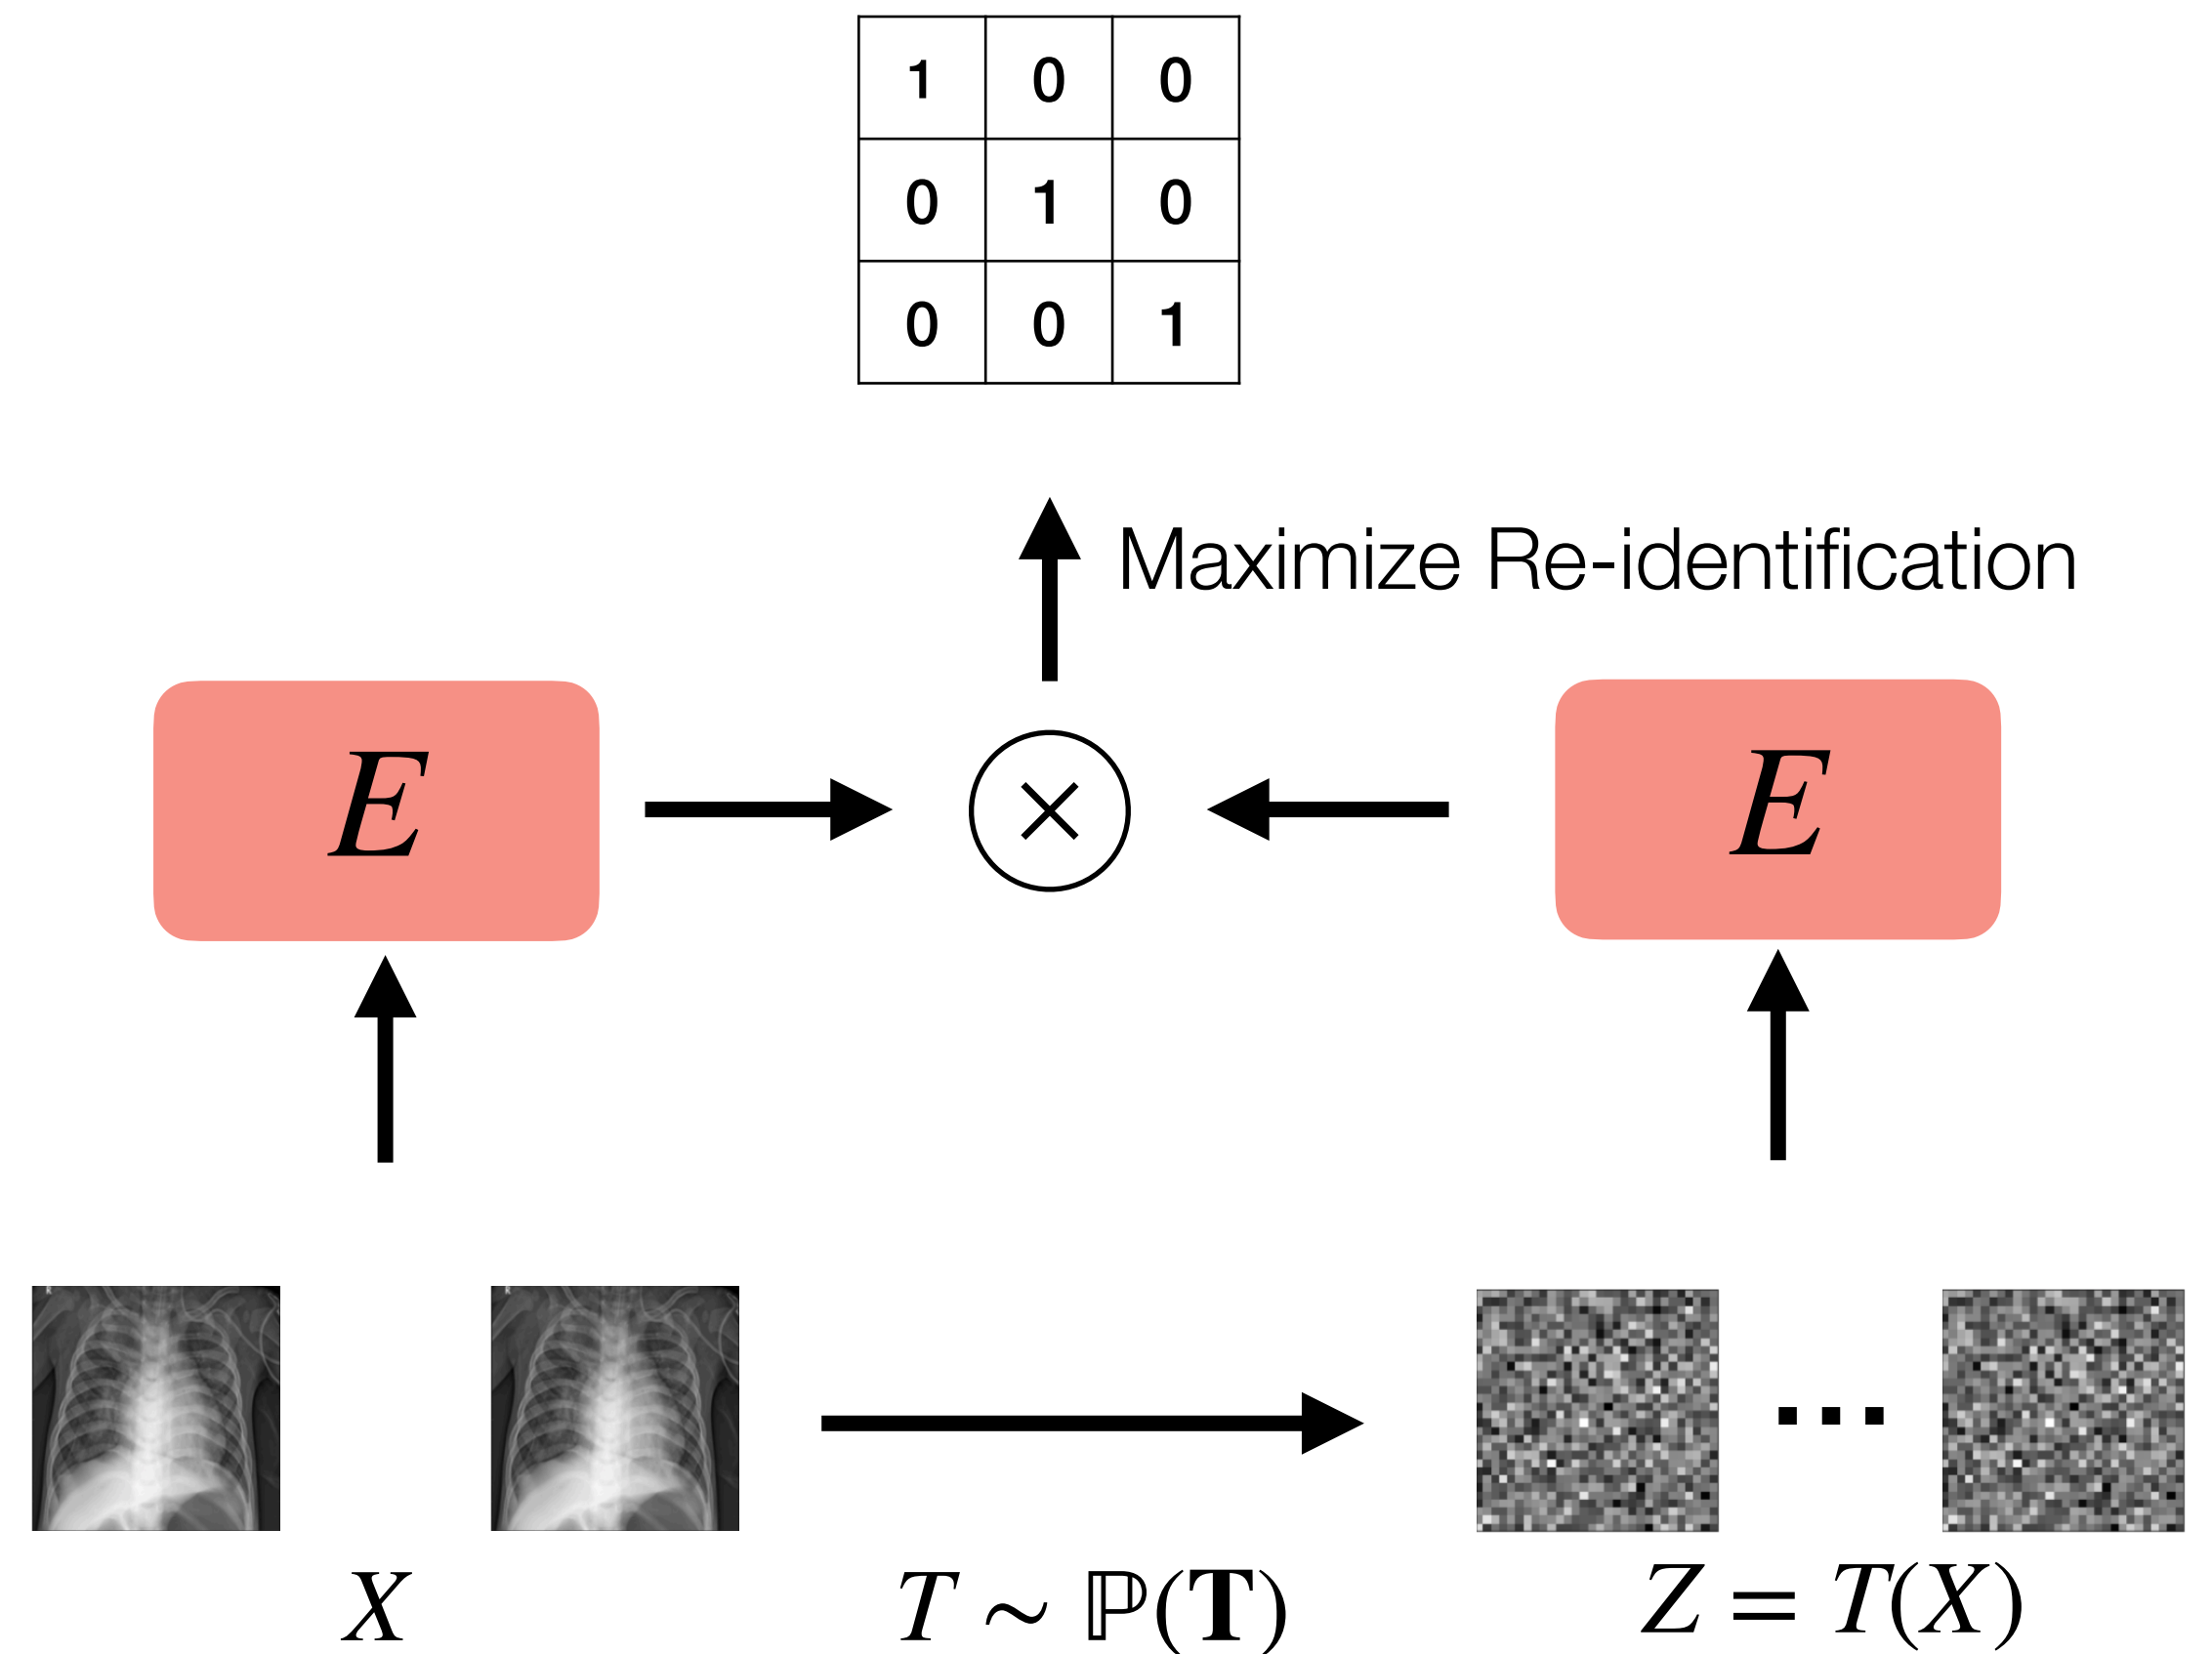 1 0 0
0 1 0
0 0 1
Maximize Re-identification
E × E
X
T ~ ℙ(𝐓)
Z = T(X)